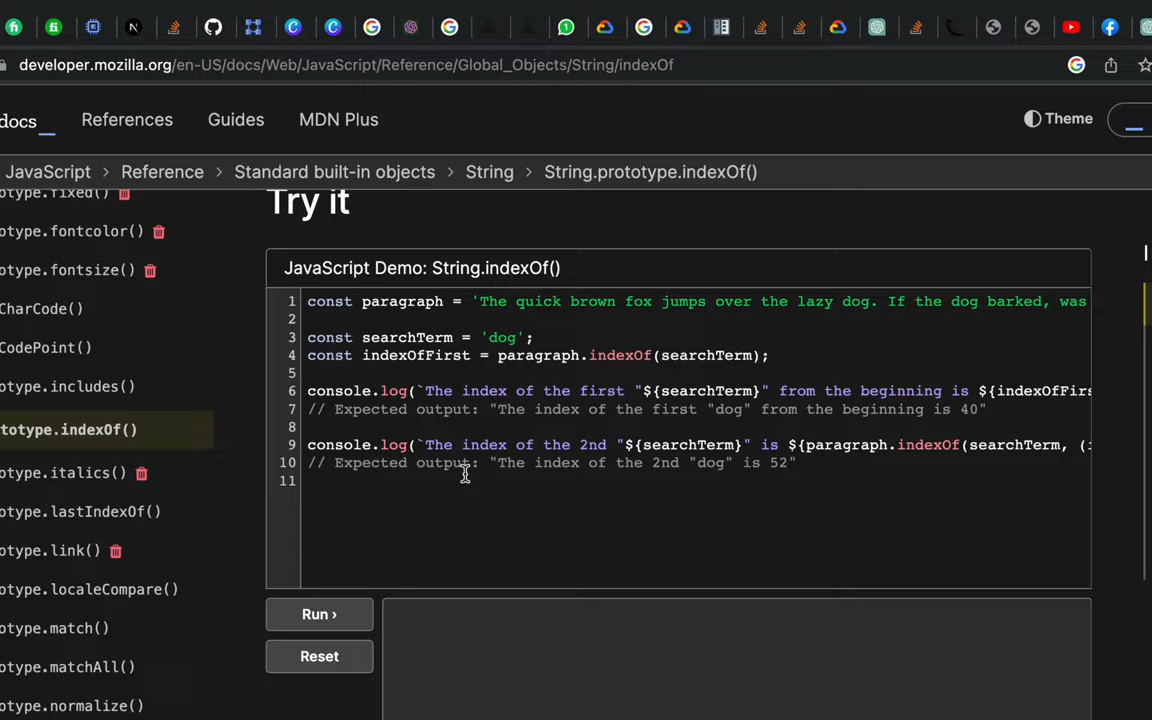 developer.mozilla.org/en-US/docs/Web/JavaScript/Reference/Global_Objects/String/indexOf
docs_ References Guides MDN Plus Theme
JavaScript > Reference > Standard built-in objects > String > String.prototype.indexOf()
otype.fixed()
otype.fontcolor()
otype.fontsize()
CharCode()
CodePoint()
otype.includes()
totype.indexOf()
otype.italics()
otype.lastIndexOf()
otype.link()
otype.localeCompare()
otype.match()
otype.matchAll()
otype.normalize()
Try it
JavaScript Demo: String.indexOf()
1 const paragraph = 'The quick brown fox jumps over the lazy dog. If the dog barked, was
2
3 const searchTerm = 'dog';
4 const indexOfFirst = paragraph.indexOf(searchTerm);
5
6 console.log(`The index of the first "${searchTerm}" from the beginning is ${indexOfFirs
7 // Expected output: "The index of the first "dog" from the beginning is 40"
8
9 console.log(`The index of the 2nd "${searchTerm}" is ${paragraph.indexOf(searchTerm, (i
10 // Expected output: "The index of the 2nd "dog" is 52"
11
Run ›
Reset